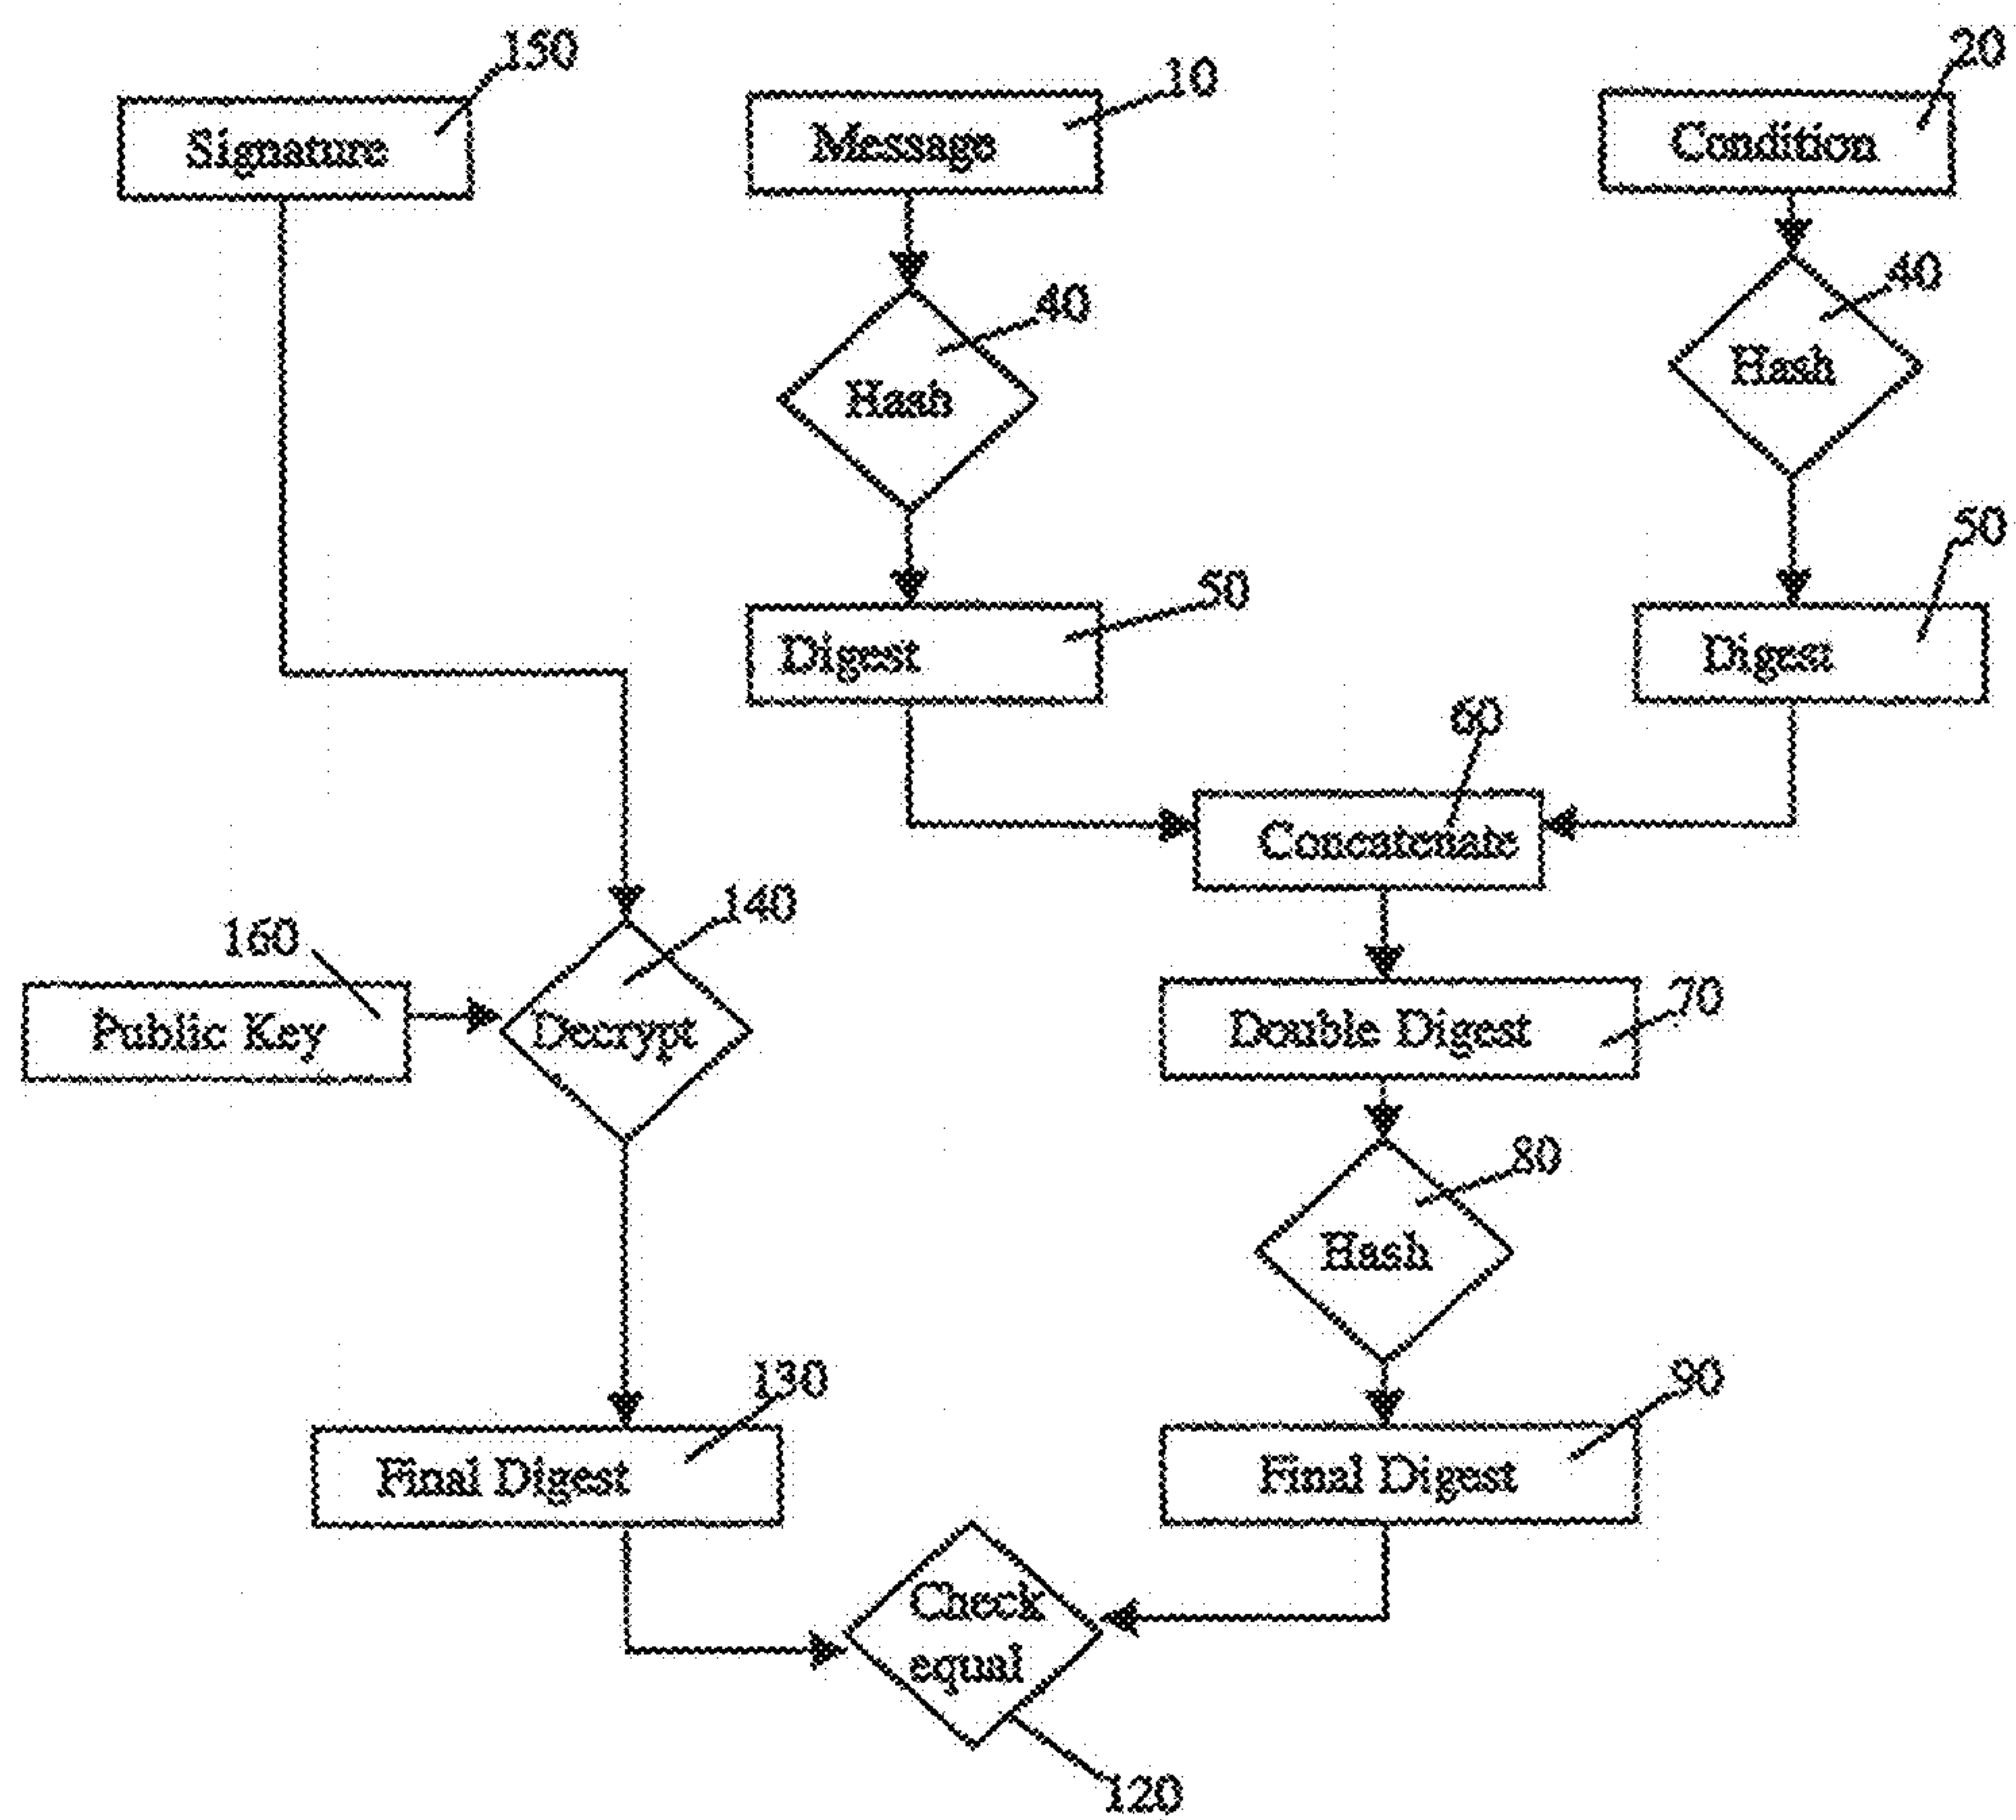 150
10
20
Signature
Message
Condition
40
40
Hash
Hash
50
50
Digest
Digest
60
Concatenate
140
160
Public Key
Decrypt
70
Double Digest
80
Hash
130
90
Final Digest
Final Digest
Check
equal
120